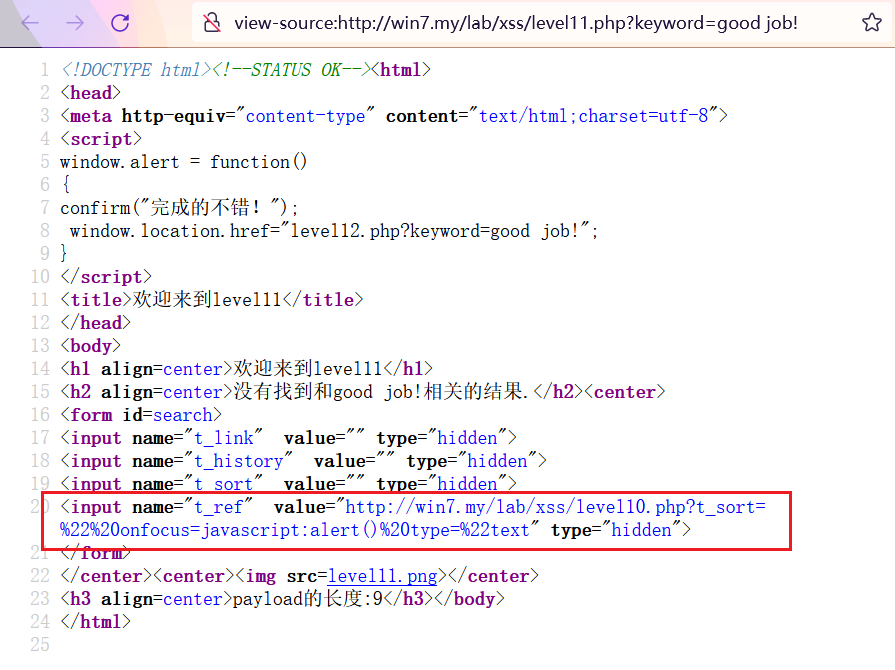 view-source:http://win7.my/lab/xss/level11.php?keyword=good job!
1 <!DOCTYPE html><!--STATUS OK--><html>
2 <head>
3 <meta http-equiv="content-type" content="text/html;charset=utf-8">
4 <script>
5 window.alert = function()
6 {
7 confirm("完成的不错！");
8  window.location.href="level12.php?keyword=good job!";
9 }
10 </script>
11 <title>欢迎来到level11</title>
12 </head>
13 <body>
14 <h1 align=center>欢迎来到level11</h1>
15 <h2 align=center>没有找到和good job!相关的结果.</h2><center>
16 <form id=search>
17 <input name="t_link"  value="" type="hidden">
18 <input name="t_history"  value="" type="hidden">
19 <input name="t_sort"  value="" type="hidden">
20 <input name="t_ref"  value="http://win7.my/lab/xss/level10.php?t_sort=
%22%20onfocus=javascript:alert()%20type=%22text" type="hidden">
21 </form>
22 </center><center><img src=level11.png></center>
23 <h3 align=center>payload的长度:9</h3></body>
24 </html>
25